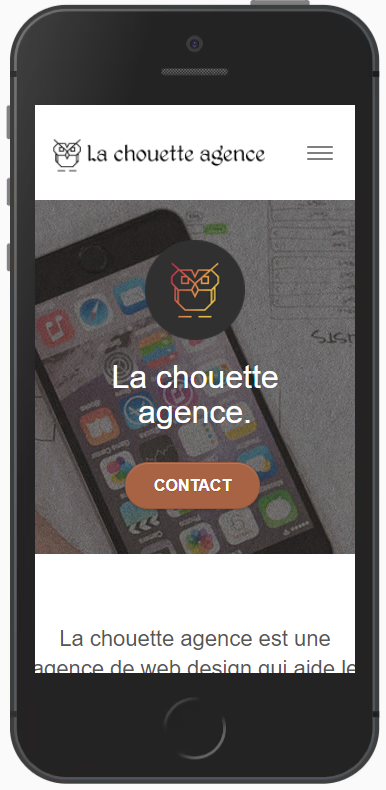 La chouette agence
La chouette
agence.
CONTACT
La chouette agence est une
agence de web design qui aide le